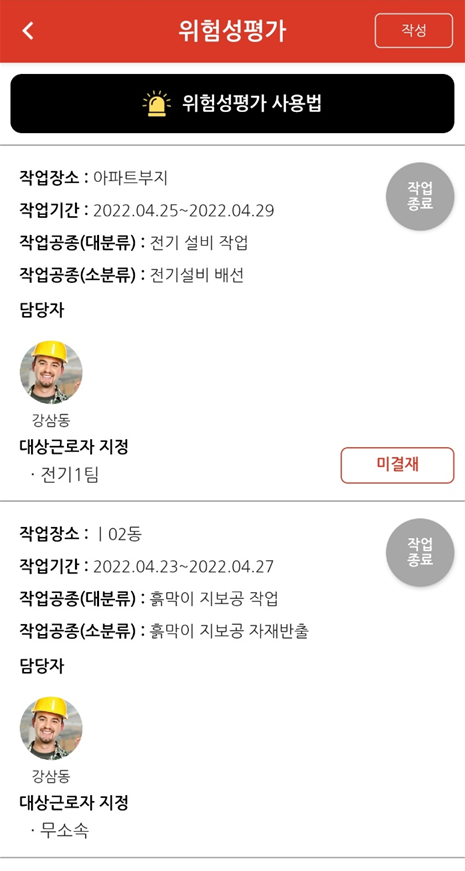 위험성평가
작성
위험성평가 사용법
작업장소 : 아파트부지
작업
종료
작업기간 : 2022.04.25~2022.04.29
작업공종(대분류) : 전기 설비 작업
작업공종(소분류) : 전기설비 배선
담당자
강삼동
대상근로자 지정
· 전기1팀
미결재
작업장소 : ㅣ02동
작업
종료
작업기간 : 2022.04.23~2022.04.27
작업공종(대분류) : 흙막이 지보공 작업
작업공종(소분류) : 흙막이 지보공 자재반출
담당자
강삼동
대상근로자 지정
· 무소속